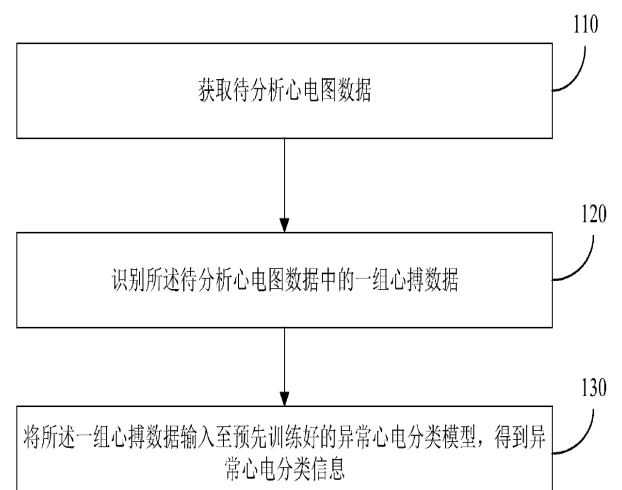 110
获取待分析心电图数据
120
识别所述待分析心电图数据中的一组心搏数据
130
将所述一组心搏数据输入至预先训练好的异常心电分类模型，得到异
常心电分类信息